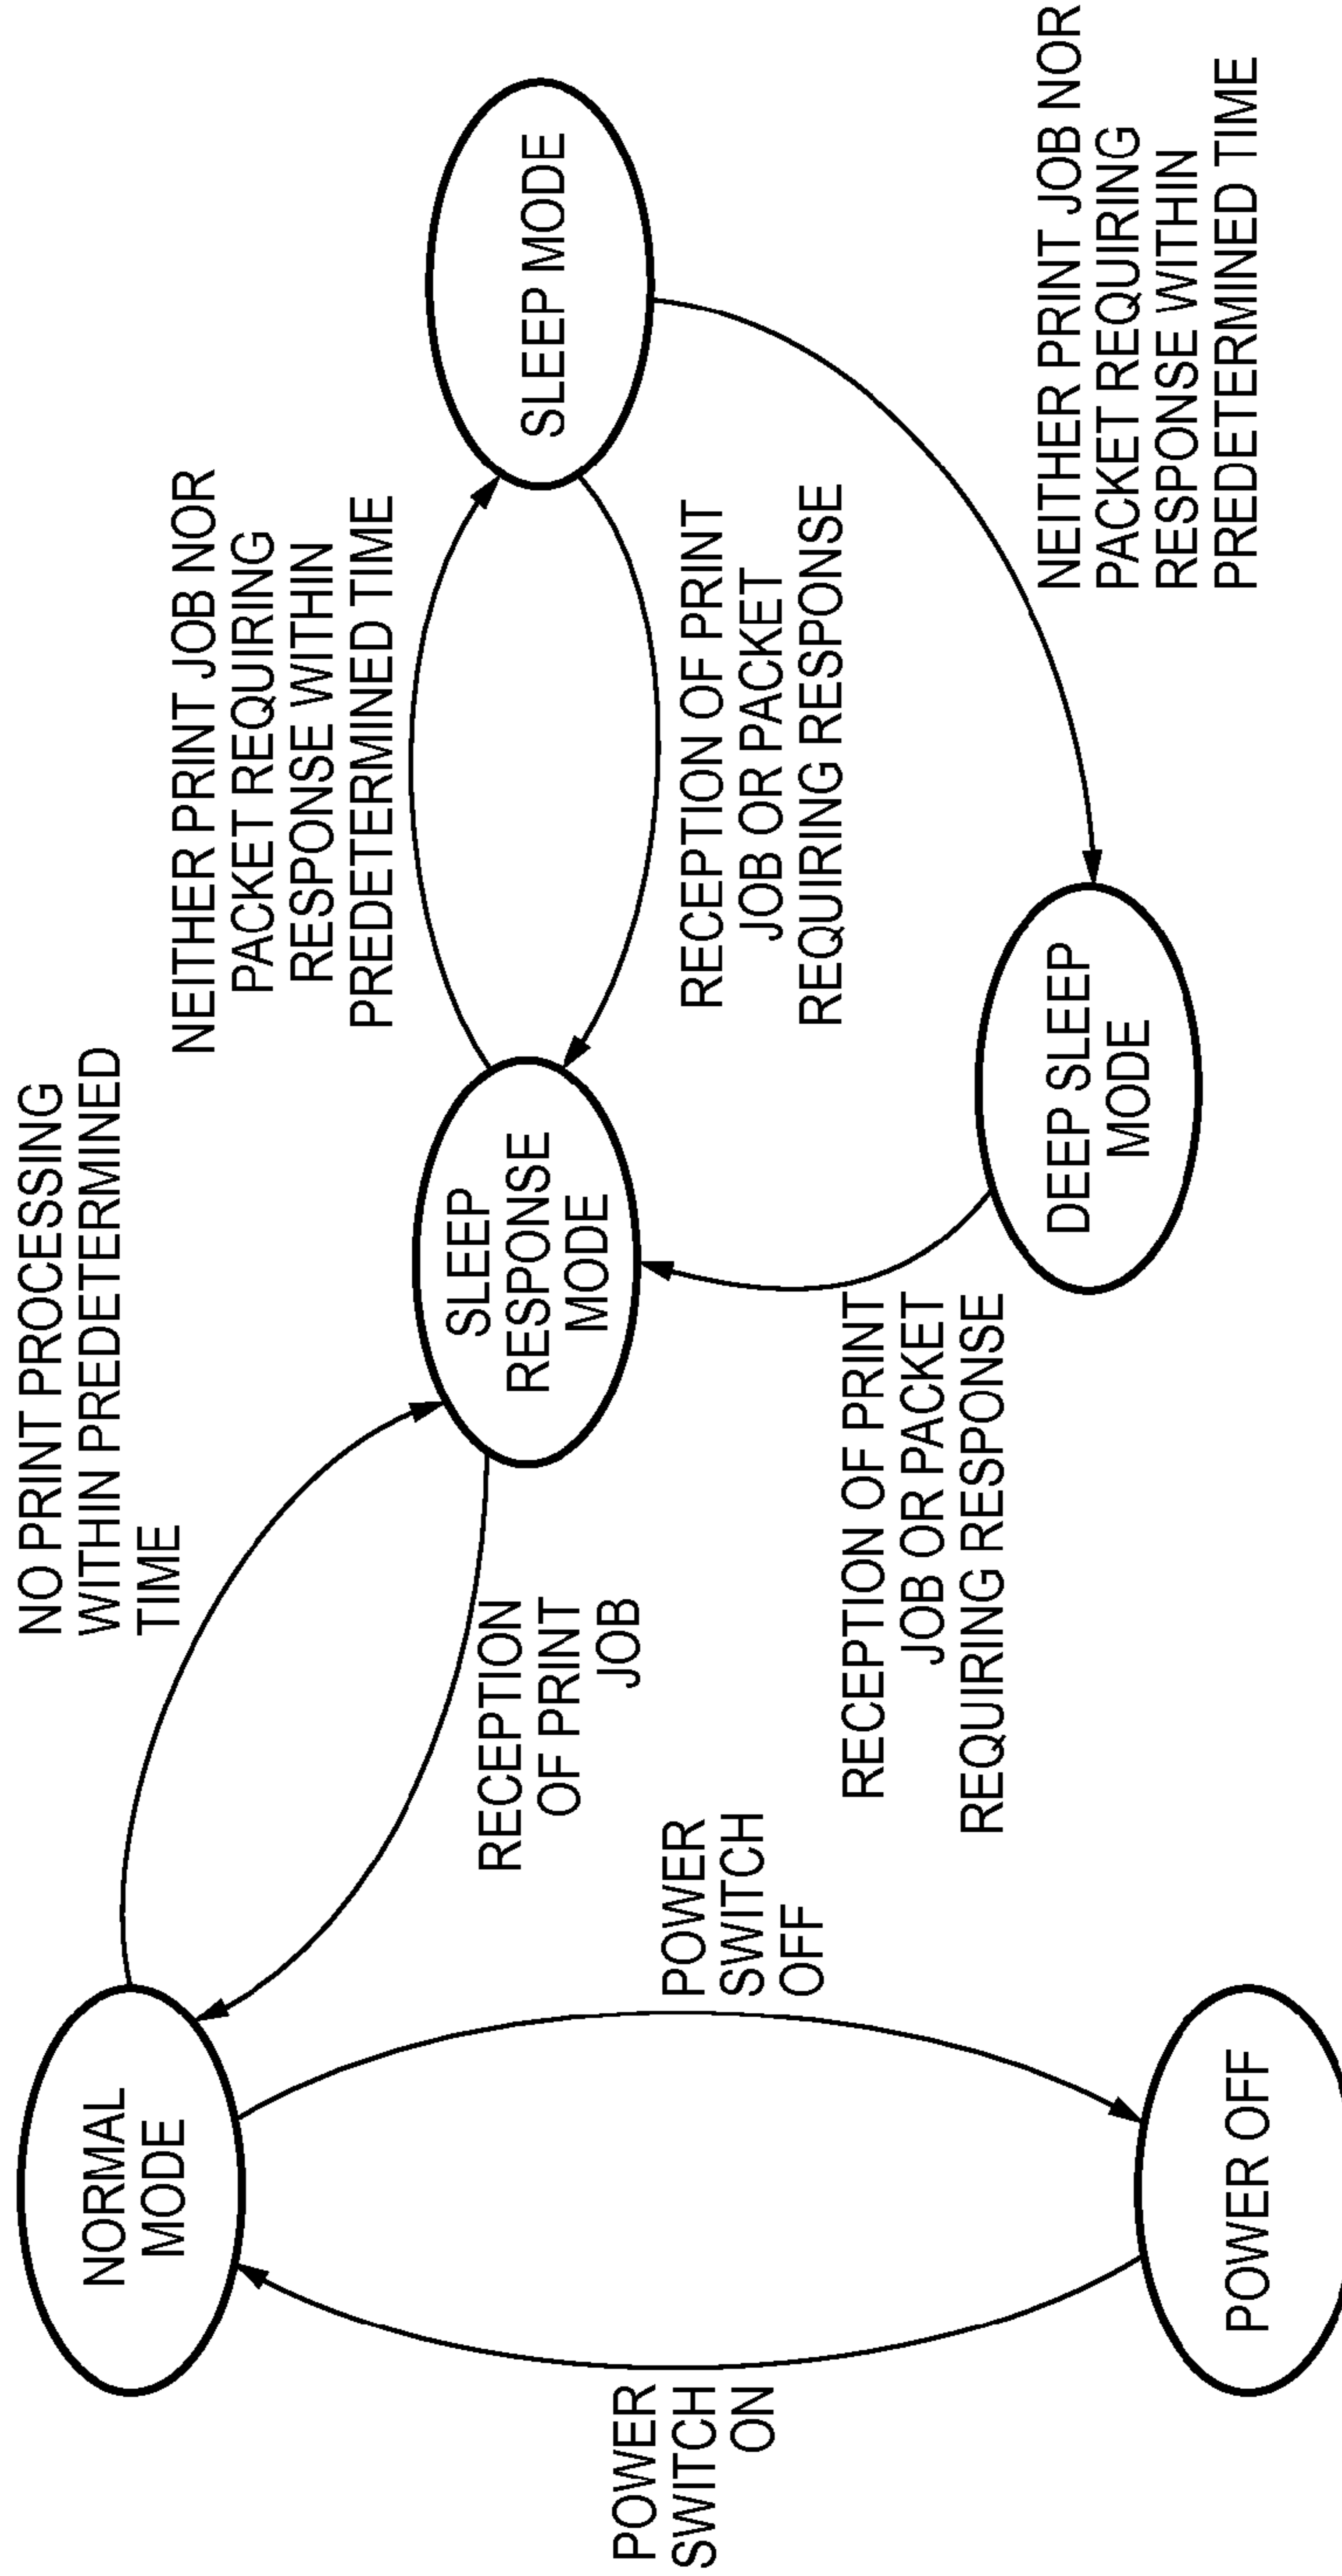 NORMAL
MODE
NO PRINT PROCESSING
WITHIN PREDETERMINED
TIME
NEITHER PRINT JOB NOR
PACKET REQUIRING
RESPONSE WITHIN
PREDETERMINED TIME
SLEEP
RESPONSE
MODE
SLEEP MODE
RECEPTION
OF PRINT
JOB
RECEPTION OF PRINT
JOB OR PACKET
REQUIRING RESPONSE
POWER
SWITCH
ON
POWER
SWITCH
OFF
RECEPTION OF PRINT
JOB OR PACKET
REQUIRING RESPONSE
DEEP SLEEP
MODE
NEITHER PRINT JOB NOR
PACKET REQUIRING
RESPONSE WITHIN
PREDETERMINED TIME
POWER OFF